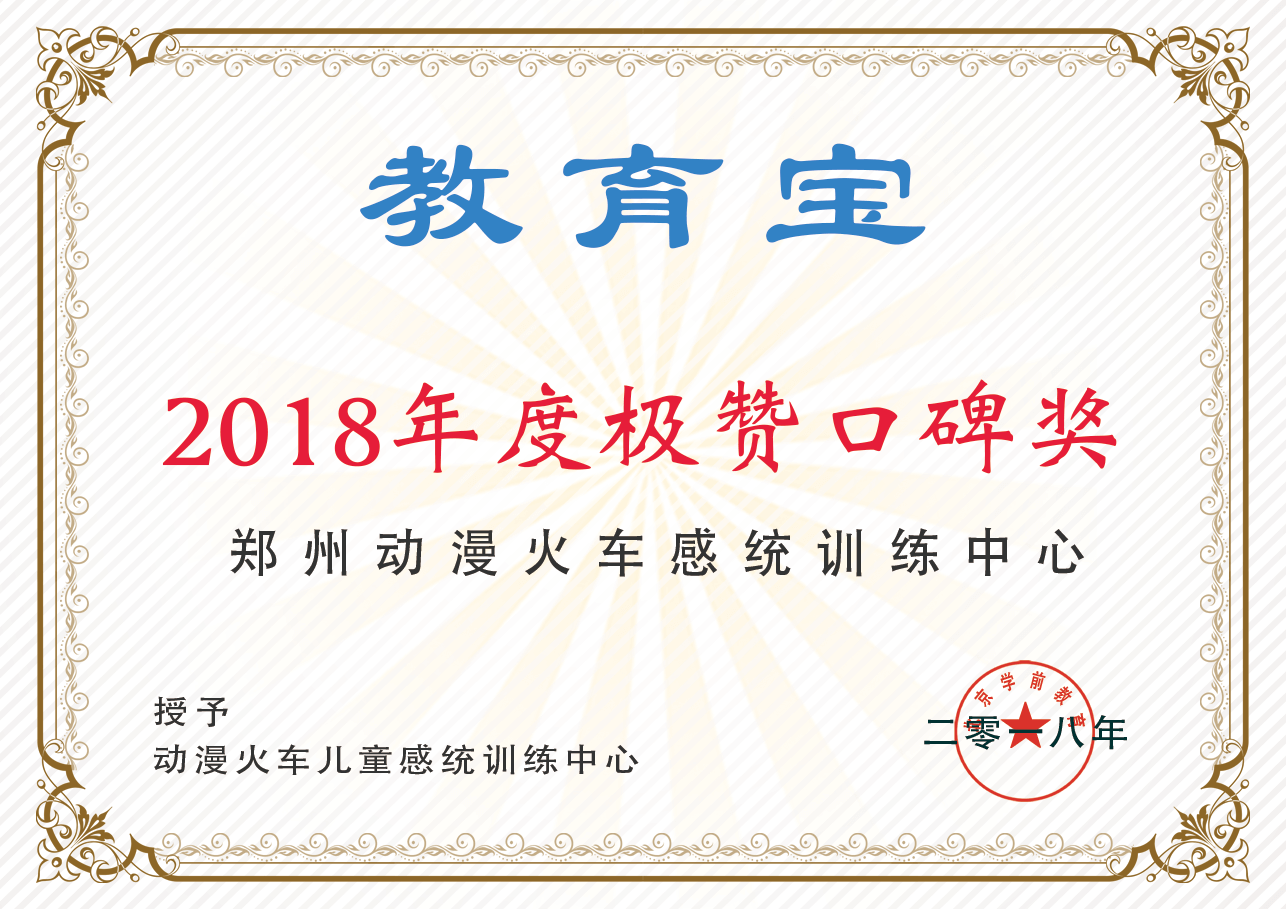 教育宝
2018年度极赞口碑奖
郑州动漫火车感统训练中心
授予
动漫火车儿童感统训练中心
京学前教育
二零一八年